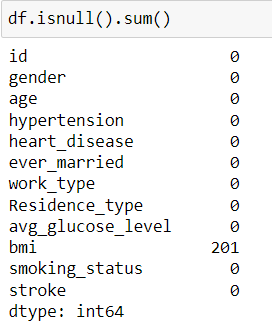 df.isnull().sum()
id 0
gender 0
age 0
hypertension 0
heart_disease 0
ever_married 0
work_type 0
Residence_type 0
avg_glucose_level 0
bmi 201
smoking_status 0
stroke 0
dtype: int64